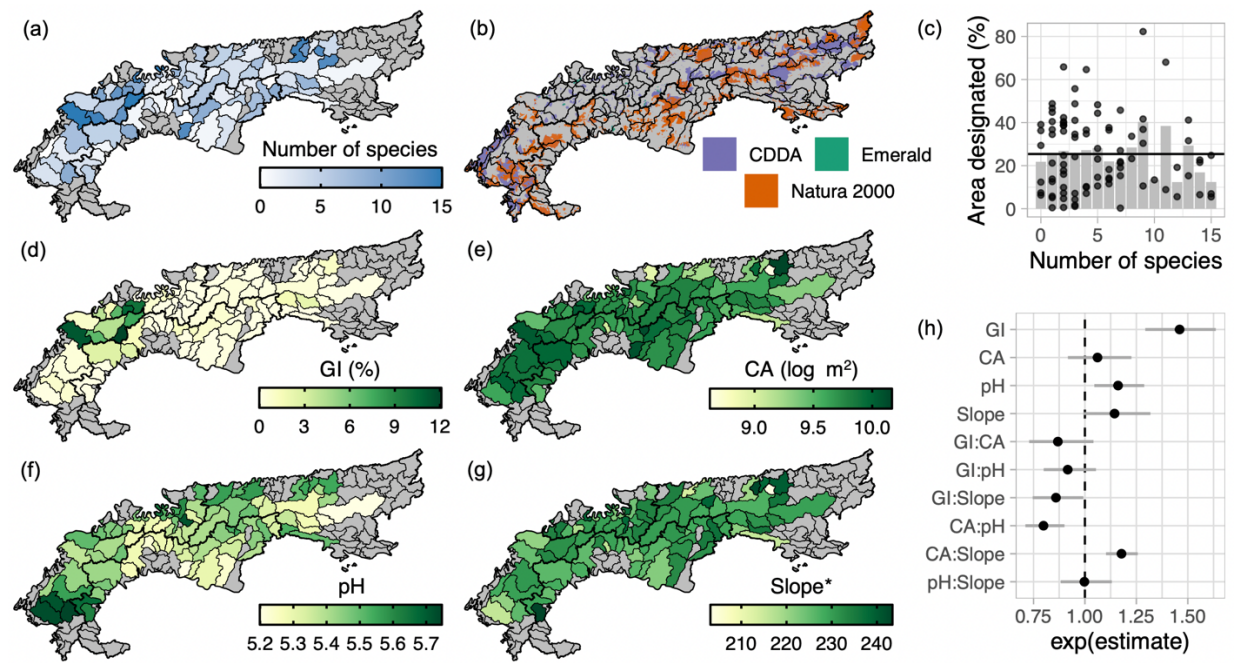 (a)
Number of species
0 5 10 15
(b)
CDDA Emerald
Natura 2000
(c)
Area designated (%)
80
60
40
20
0
0 5 10 15
Number of species
(d)
GI (%)
0 3 6 9 12
(e)
CA (log m²)
9.0 9.5 10.0
(f)
pH
5.2 5.3 5.4 5.5 5.6 5.7
(g)
Slope*
210 220 230 240
(h)
GI
CA
pH
Slope
GI:CA
GI:pH
GI:Slope
CA:pH
CA:Slope
pH:Slope
0.75 1.00 1.25 1.50
exp(estimate)